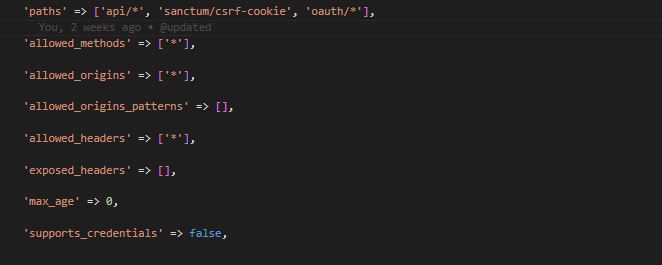 'paths' => ['api/*', 'sanctum/csrf-cookie', 'oauth/*'],
You, 2 weeks ago • @updated
'allowed_methods' => ['*'],
'allowed_origins' => ['*'],
'allowed_origins_patterns' => [],
'allowed_headers' => ['*'],
'exposed_headers' => [],
'max_age' => 0,
'supports_credentials' => false,